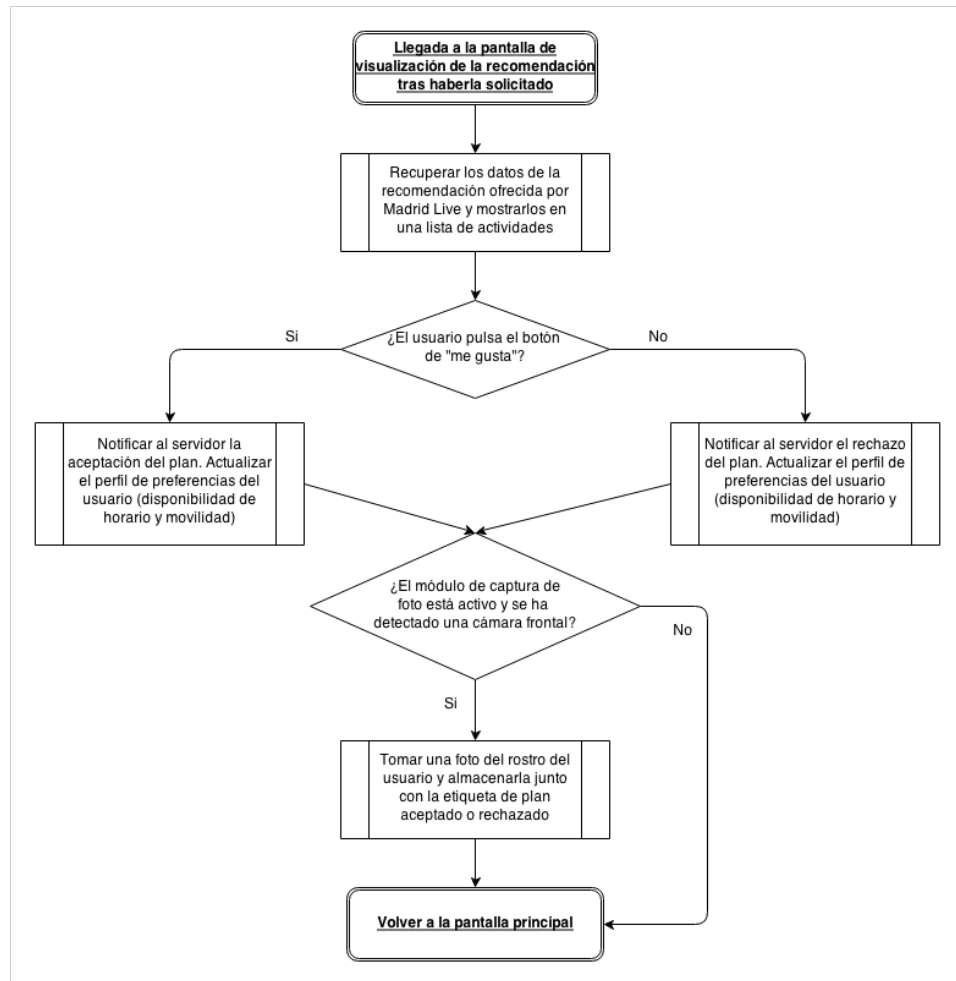 Llegada a la pantalla de
visualización de la recomendación
tras haberla solicitado
Recuperar los datos de la
recomendación ofrecida por
Madrid Live y mostrarlos en
una lista de actividades
¿El usuario pulsa el botón
de "me gusta"?
Si
No
Notificar al servidor la
aceptación del plan. Actualizar
el perfil de preferencias del
usuario (disponibilidad de
horario y movilidad)
Notificar al servidor el rechazo
del plan. Actualizar el perfil de
preferencias del usuario
(disponibilidad de horario y
movilidad)
¿El módulo de captura de
foto está activo y se ha
detectado una cámara frontal?
No
Si
Tomar una foto del rostro del
usuario y almacenarla junto
con la etiqueta de plan
aceptado o rechazado
Volver a la pantalla principal